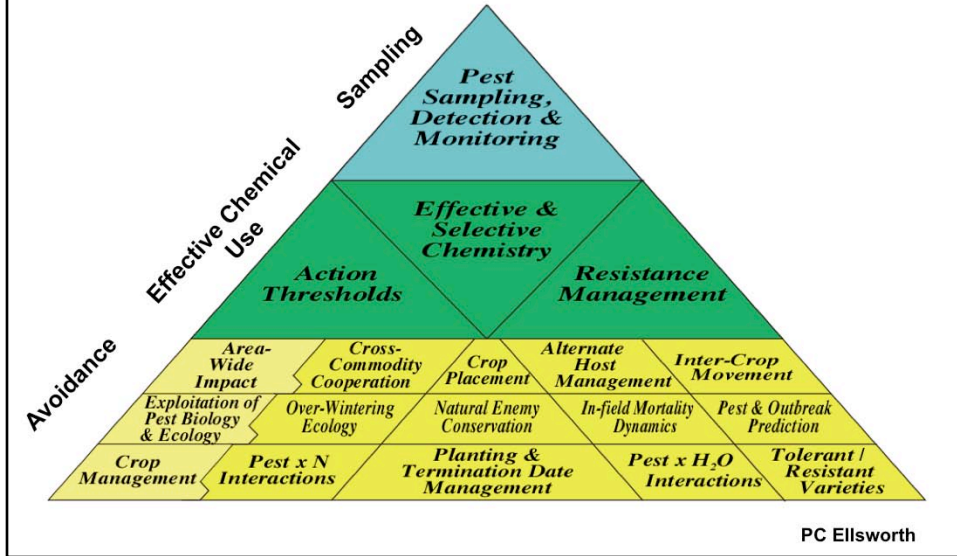 Sampling
Pest
Sampling,
Detection &
Monitoring
Effective Chemical
Use
Effective &
Selective
Chemistry
Action
Thresholds
Resistance
Management
Avoidance
Area-
Wide
Impact
Cross-
Commodity
Cooperation
Crop
Placement
Alternate
Host
Management
Inter-Crop
Movement
Exploitation of
Pest Biology
& Ecology
Over-Wintering
Ecology
Natural Enemy
Conservation
In-field Mortality
Dynamics
Pest & Outbreak
Prediction
Crop
Management
Pest x N
Interactions
Planting &
Termination Date
Management
Pest x H₂O
Interactions
Tolerant /
Resistant
Varieties
PC Ellsworth